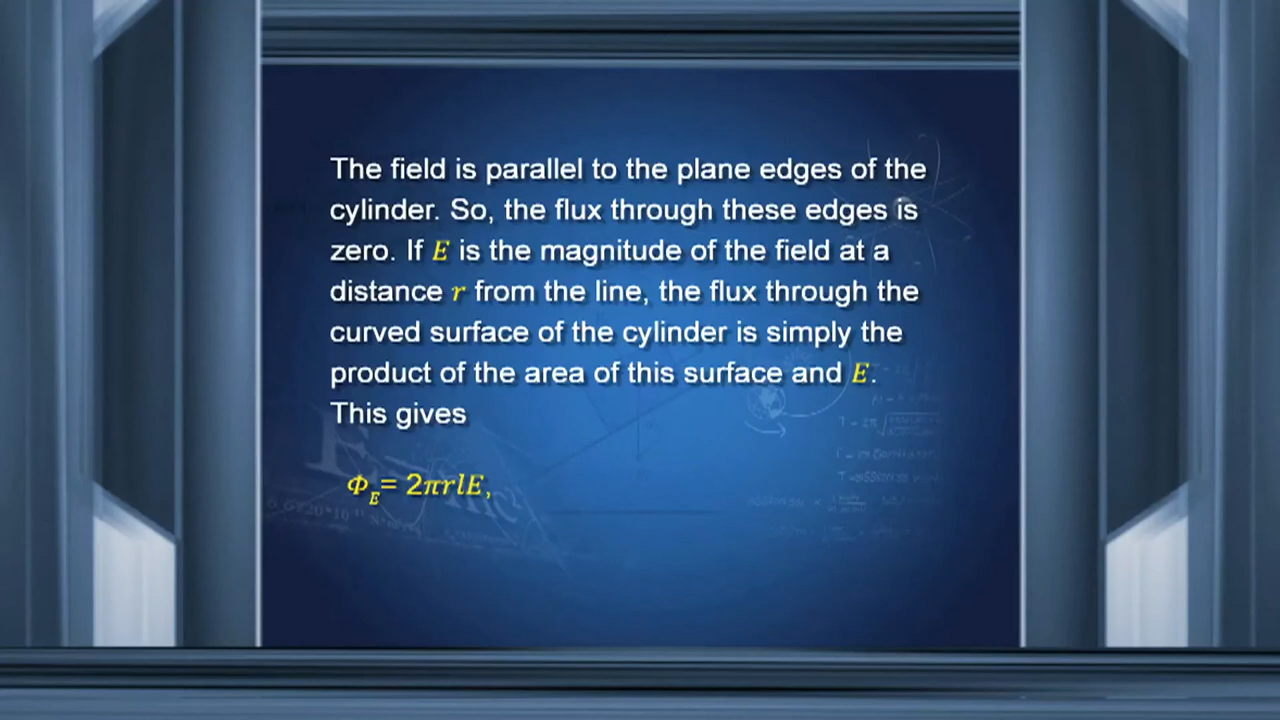 The field is parallel to the plane edges of the
cylinder. So, the flux through these edges is
zero. If E is the magnitude of the field at a
distance r from the line, the flux through the
curved surface of the cylinder is simply the
product of the area of this surface and E.
This gives
Φ_E= 2πrlE,